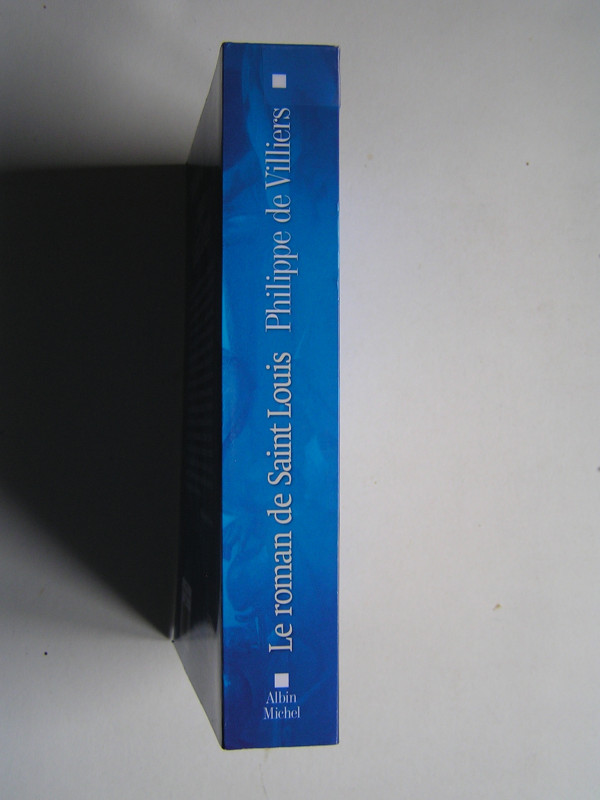 Le roman de Saint Louis Philippe de Villiers
Albin
Michel